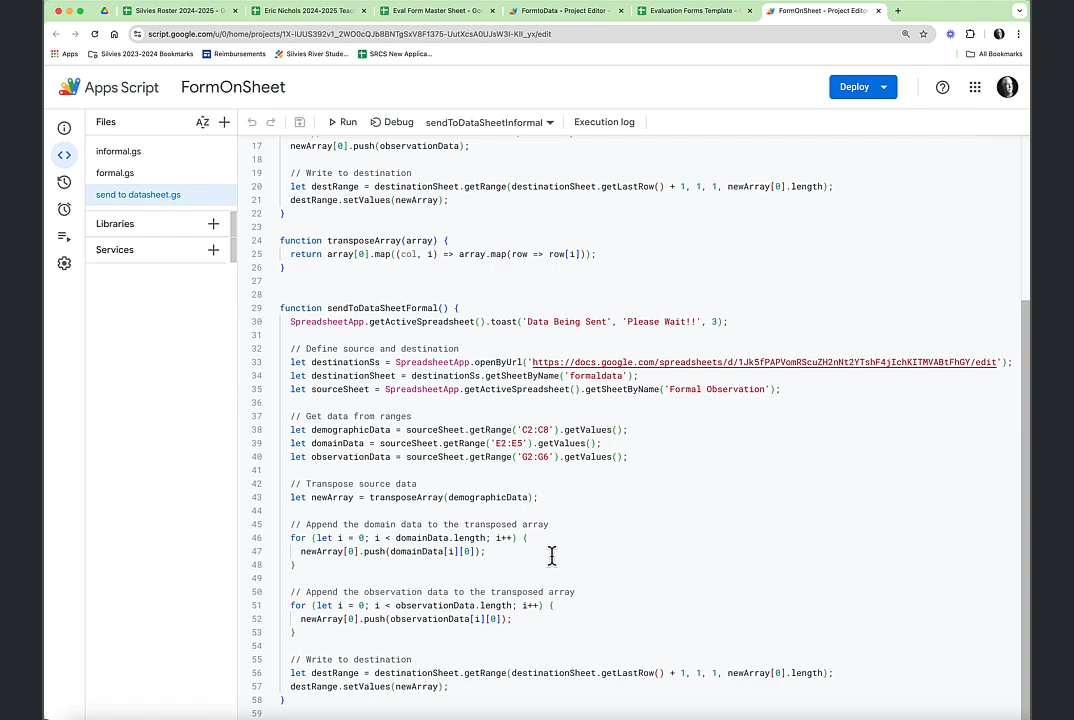 Silvies Roster 2024-2025 - G
Eric Nichols 2024-2025 Teac
Eval Form Master Sheet - Go
FormtoData - Project Editor -
Evaluation Forms Template -
FormOnSheet - Project Edito
script.google.com/u/0/home/projects/1X-IUUS392v1_2WO0cQJb8BNTgSxV8F1375-UutXcsA0UJsW3I-KIl_yx/edit
Apps
Silvies 2023-2024 Bookmarks
Reimbursements
Silvies River Stude...
SRCS New Applica...
All Bookmarks
Apps Script
FormOnSheet
Deploy
Files
AZ
Run
Debug
sendToDataSheetInformal
Execution log
informal.gs
formal.gs
send to datasheet.gs
Libraries
Services
17 newArray[0].push(observationData);
18
19 // Write to destination
20 let destRange = destinationSheet.getRange(destinationSheet.getLastRow() + 1, 1, 1, newArray[0].length);
21 destRange.setValues(newArray);
22 }
23
24 function transposeArray(array) {
25 return array[0].map((col, i) => array.map(row => row[i]));
26 }
27
28
29 function sendToDataSheetFormal() {
30 SpreadsheetApp.getActiveSpreadsheet().toast('Data Being Sent', 'Please Wait!!', 3);
31
32 // Define source and destination
33 let destinationSs = SpreadsheetApp.openByUrl('https://docs.google.com/spreadsheets/d/1Jk5fPAPVomRScuZH2nNt2YTshF4jIchKITMVABtFhGY/edit');
34 let destinationSheet = destinationSs.getSheetByName('formaldata');
35 let sourceSheet = SpreadsheetApp.getActiveSpreadsheet().getSheetByName('Formal Observation');
36
37 // Get data from ranges
38 let demographicData = sourceSheet.getRange('C2:C8').getValues();
39 let domainData = sourceSheet.getRange('E2:E5').getValues();
40 let observationData = sourceSheet.getRange('G2:G6').getValues();
41
42 // Transpose source data
43 let newArray = transposeArray(demographicData);
44
45 // Append the domain data to the transposed array
46 for (let i = 0; i < domainData.length; i++) {
47 newArray[0].push(domainData[i][0]);
48 }
49
50 // Append the observation data to the transposed array
51 for (let i = 0; i < observationData.length; i++) {
52 newArray[0].push(observationData[i][0]);
53 }
54
55 // Write to destination
56 let destRange = destinationSheet.getRange(destinationSheet.getLastRow() + 1, 1, 1, newArray[0].length);
57 destRange.setValues(newArray);
58 }
59